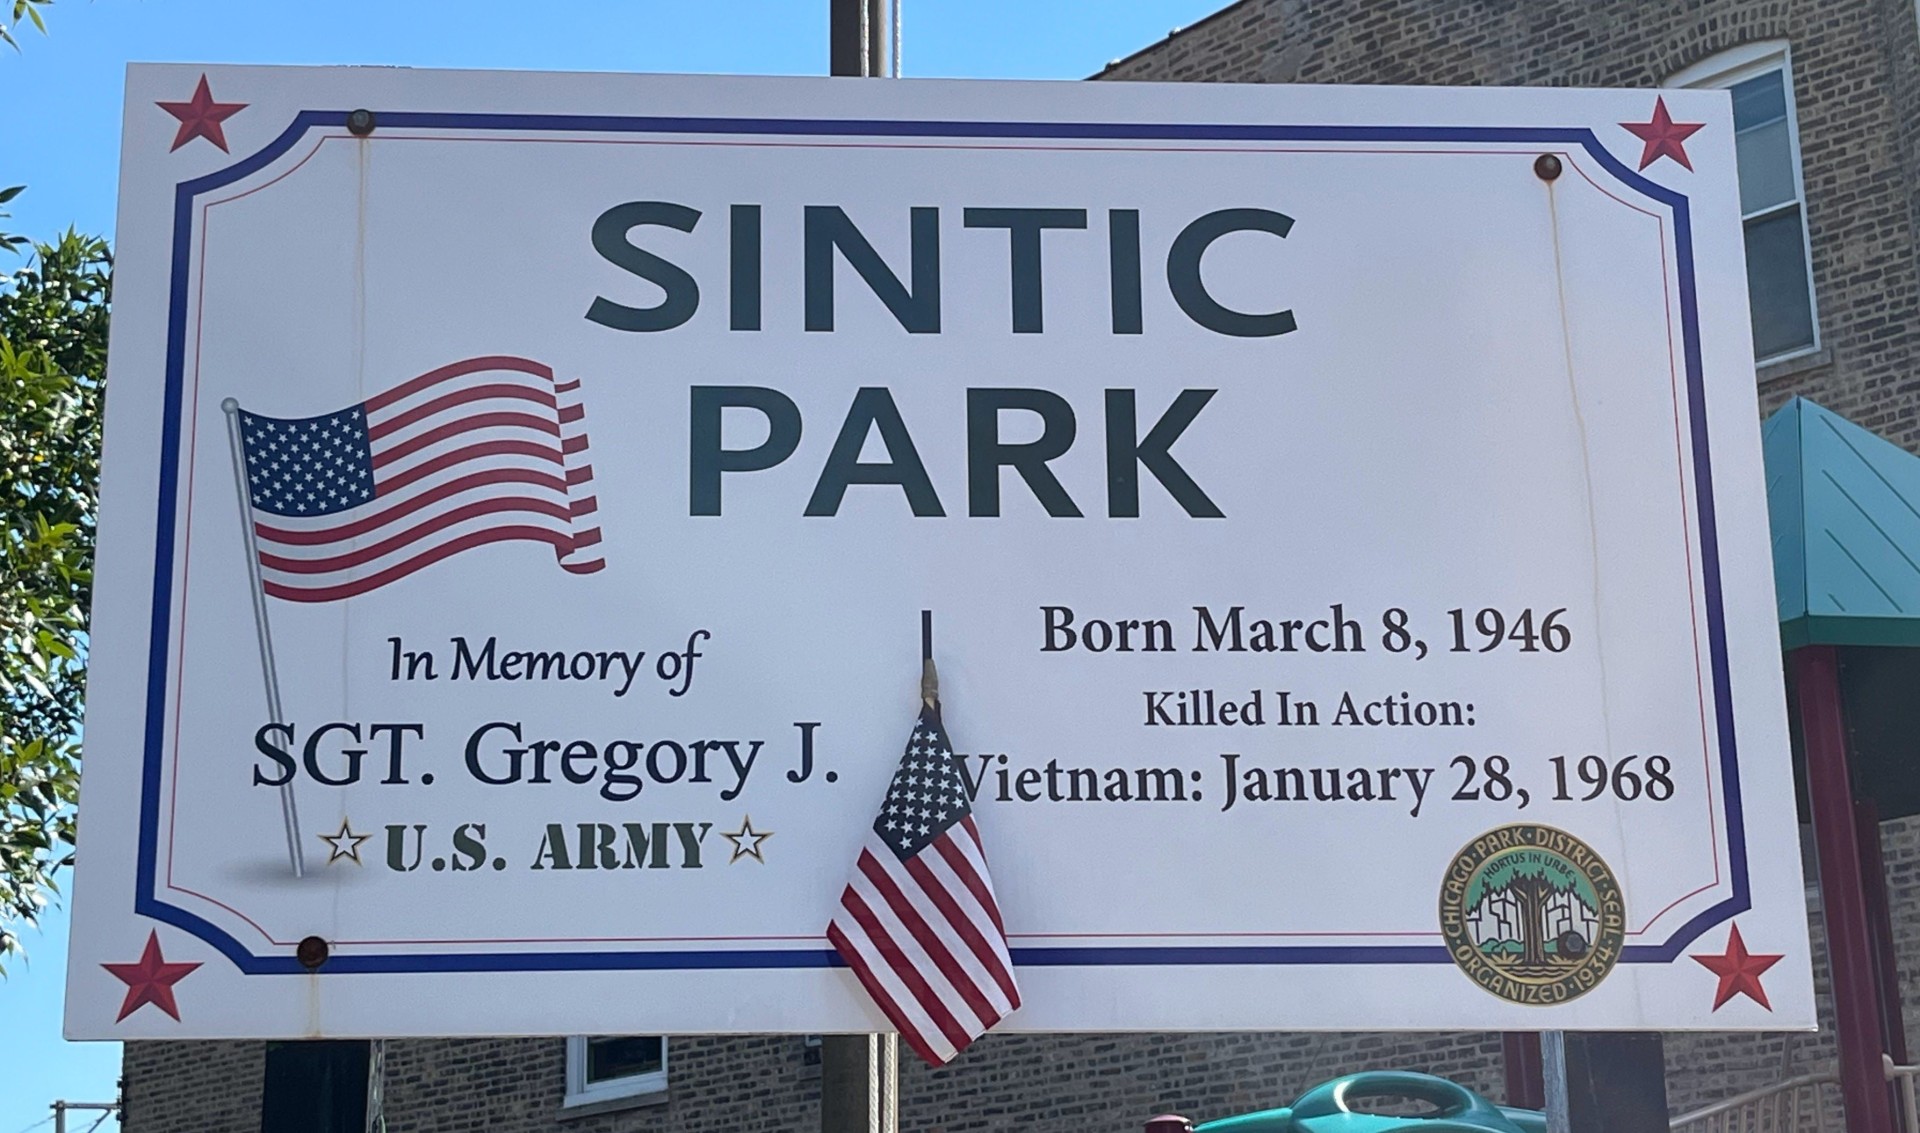 SINTIC
PARK
In Memory of
SGT. Gregory J.
U.S. ARMY
Born March 8, 1946
Killed In Action:
Vietnam: January 28, 1968
CHICAGO·PARK·DISTRICT·SEAL
HORTUS IN URBE
·ORGANIZED·1934·